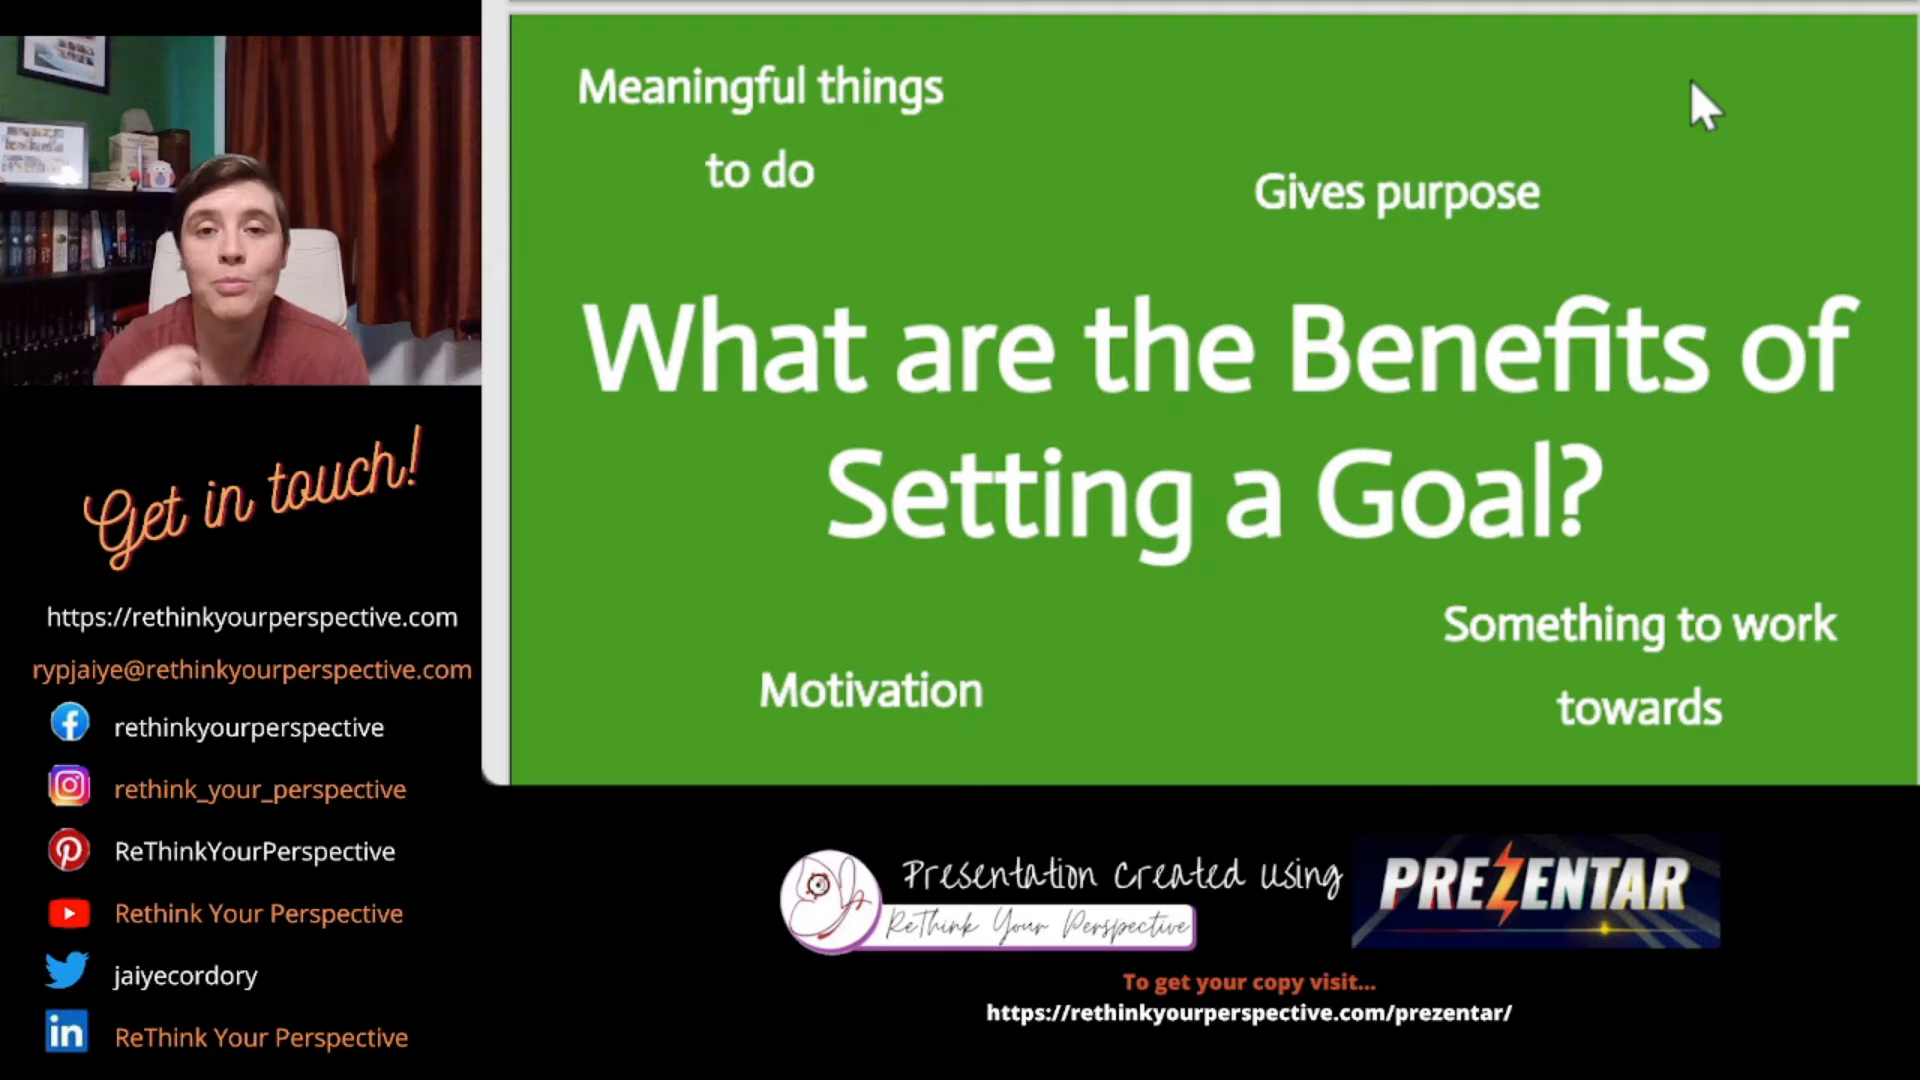 Meaningful things
to do
Gives purpose
What are the Benefits of
Setting a Goal?
Motivation
Something to work
towards
Get in touch!
https://rethinkyourperspective.com
rypjaiye@rethinkyourperspective.com
rethinkyourperspective
rethink_your_perspective
ReThinkYourPerspective
Rethink Your Perspective
jaiyecordory
in
ReThink Your Perspective
Presentation Created using
ReThink Your Perspective
PREZENTAR
To get your copy visit...
https://rethinkyourperspective.com/prezentar/